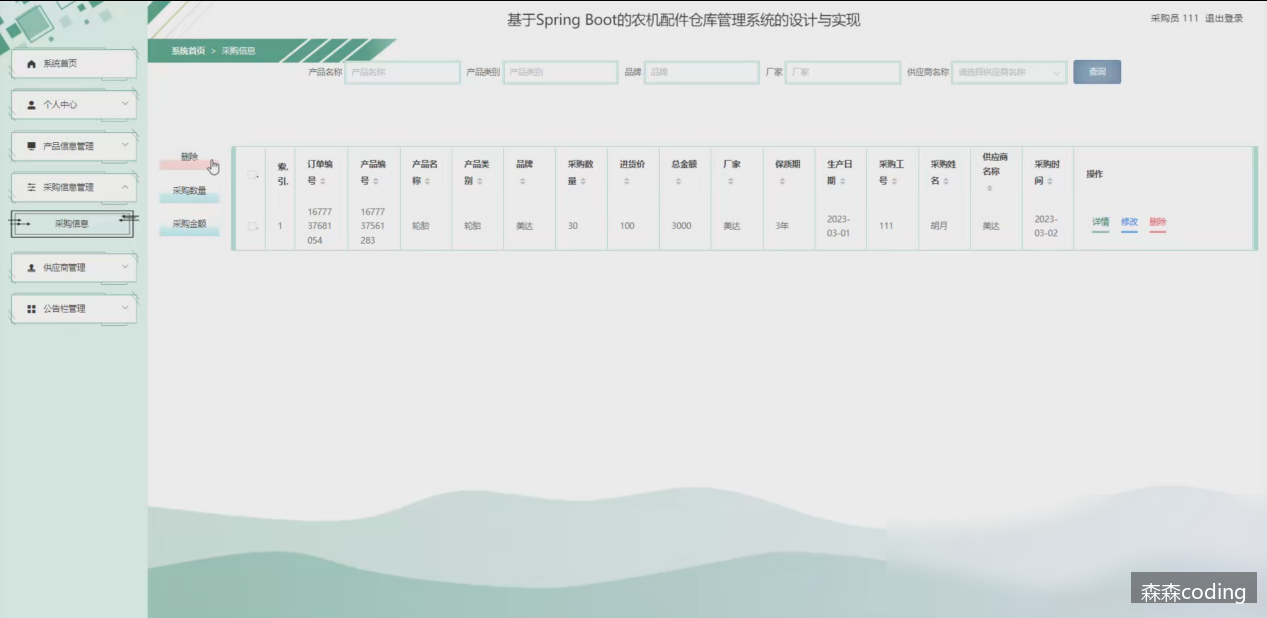 基于Spring Boot的农机配件仓库管理系统的设计与实现
采购员 111 退出登录
系统首页 > 采购信息
系统首页
个人中心
产品信息管理
采购信息管理
采购信息
供应商管理
公告栏管理
产品名称 产品名称 产品类别 产品类别 品牌 品牌 厂家 厂家 供应商名称 请选择供应商名称 查询
删除
采购数量
采购金额
索引 订单编号 产品编号 产品名称 产品类别 品牌 采购数量 进货价 总金额 厂家 保质期 生产日期 采购工号 采购姓名 供应商名称 采购时间 操作
1 1677737681054 1677737561283 轮胎 轮胎 美达 30 100 3000 美达 3年 2023-03-01 111 胡月 美达 2023-03-02 详情 修改 删除
森森coding